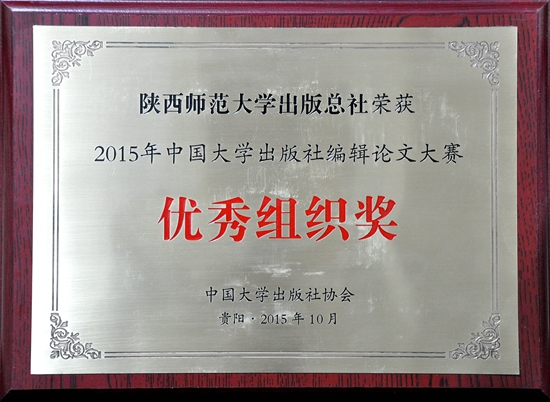 陕西师范大学出版总社荣获
2015年中国大学出版社编辑论文大赛
优秀组织奖
中国大学出版社协会
贵阳·2015年10月